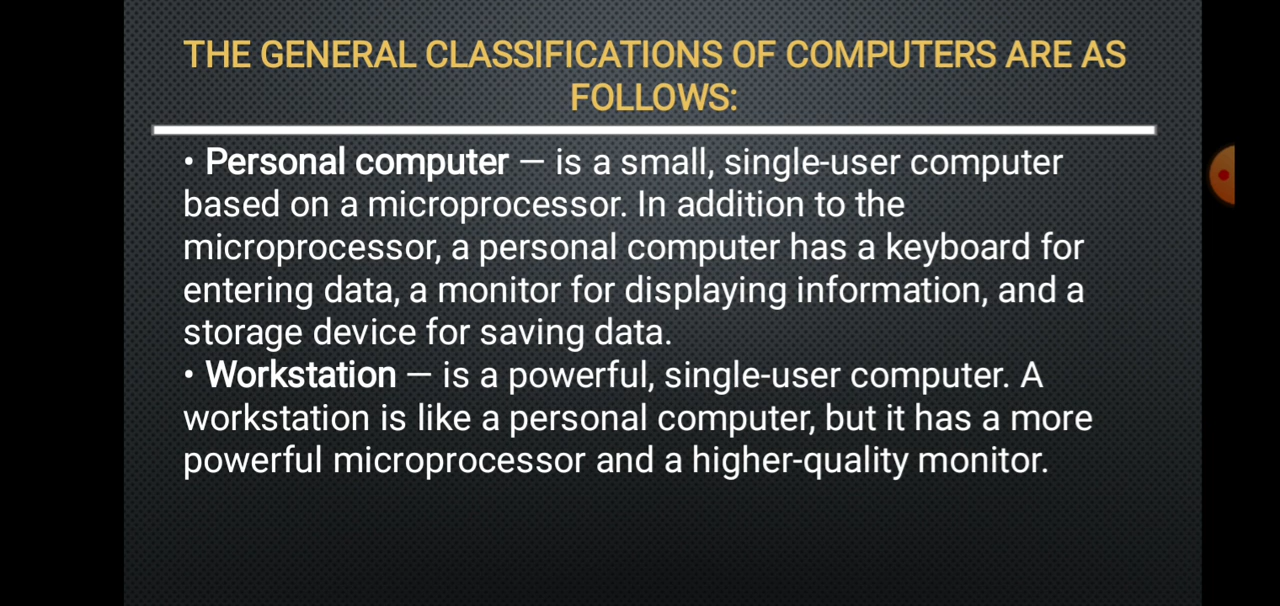 THE GENERAL CLASSIFICATIONS OF COMPUTERS ARE AS
FOLLOWS:
• Personal computer – is a small, single-user computer
based on a microprocessor. In addition to the
microprocessor, a personal computer has a keyboard for
entering data, a monitor for displaying information, and a
storage device for saving data.
• Workstation – is a powerful, single-user computer. A
workstation is like a personal computer, but it has a more
powerful microprocessor and a higher-quality monitor.